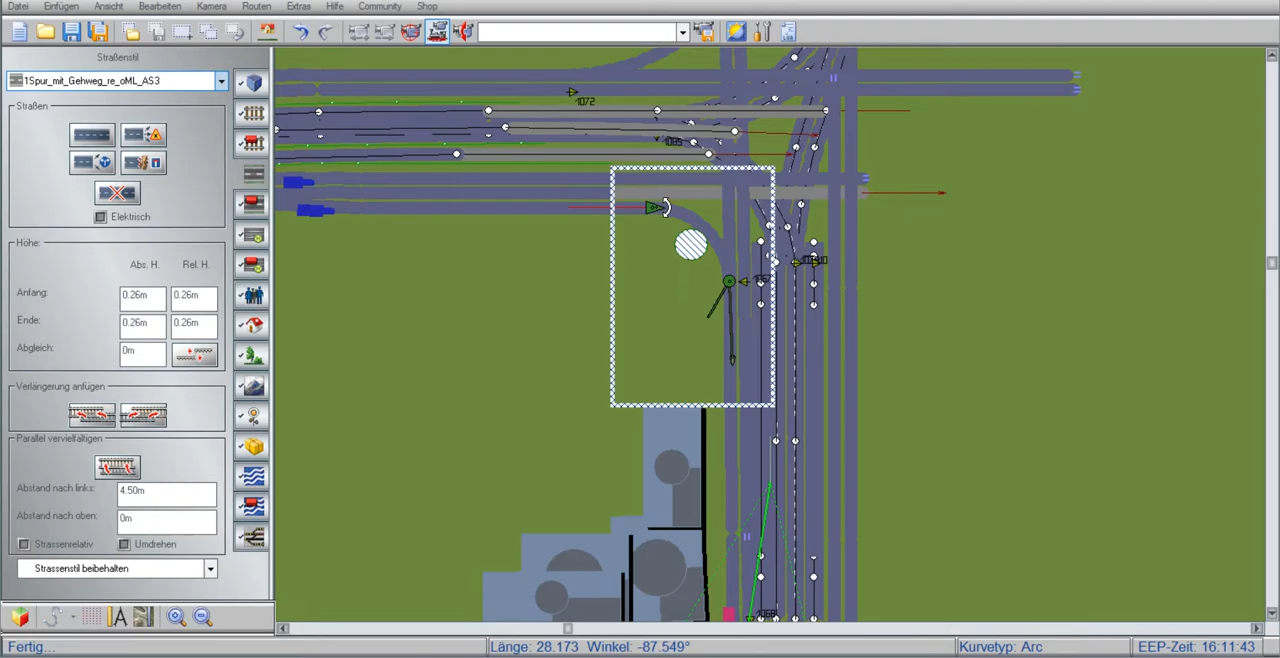 Datei Einfügen Ansicht Bearbeiten Kamera Routen Extras Hilfe Community Shop
Straßenstil
1Spur_mit_Gehweg_re_oML_AS3
Straßen
Elektrisch
Höhe:
Abs. H. Rel. H.
Anfang: 0.26m 0.26m
Ende: 0.26m 0.26m
Abgleich: 0m
Verlängerung anfügen
Parallel vervielfältigen
Abstand nach links: 4.50m
Abstand nach oben: 0m
Strassenrelativ Umdrehen
Strassenstil beibehalten
1072
1068
Fertig... Länge: 28.173 Winkel: -87.549° Kurvetyp: Arc EEP-Zeit: 16:11:43